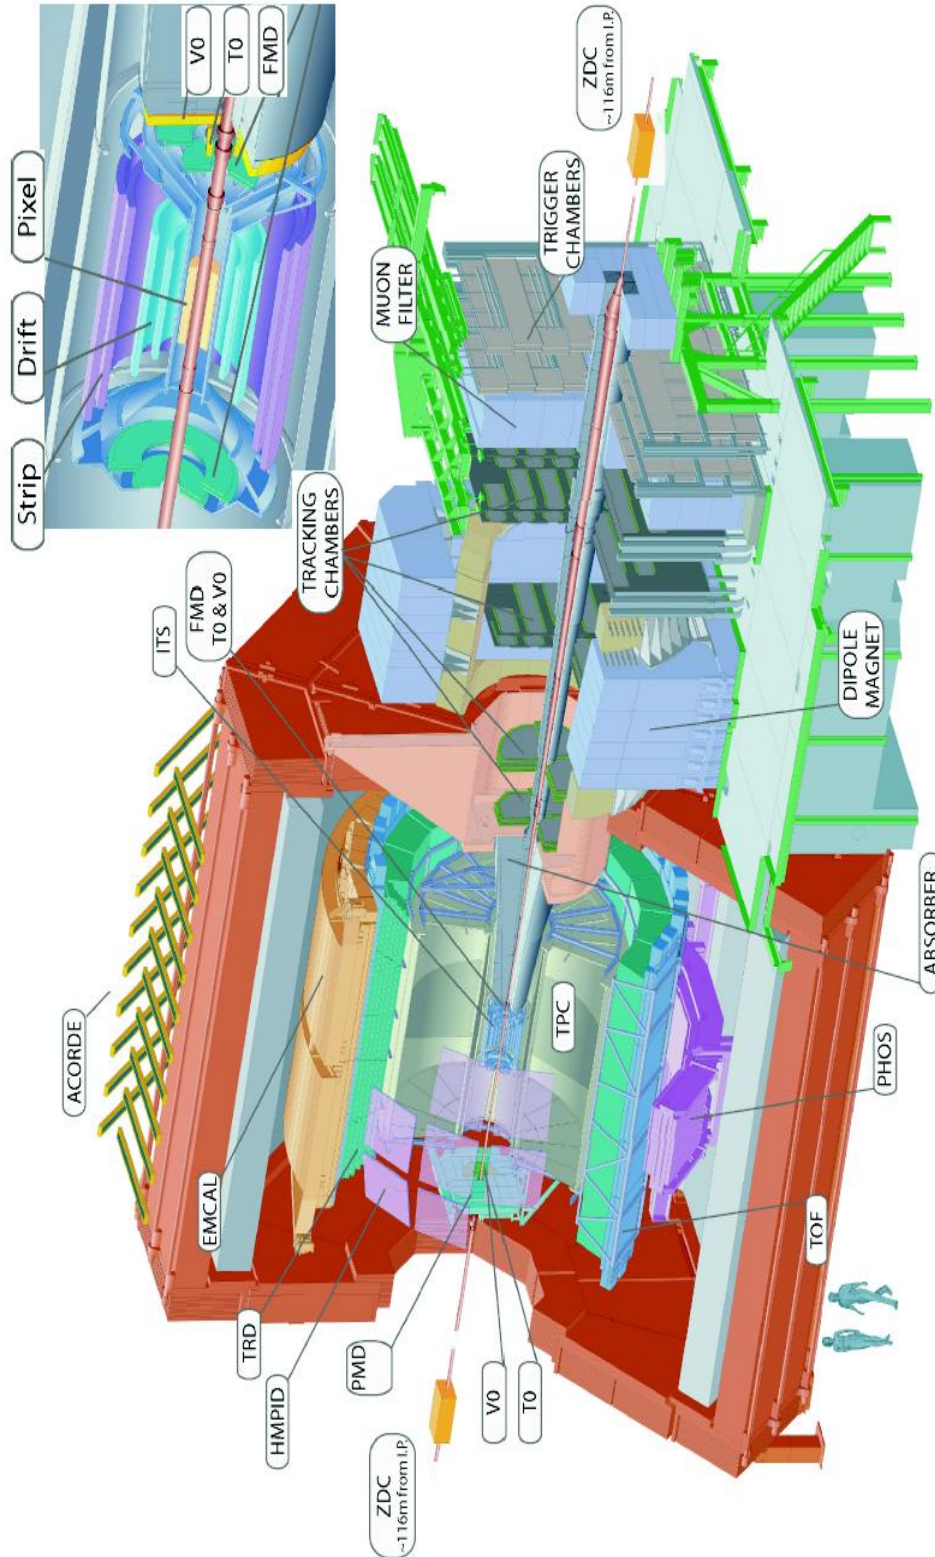 Strip
Drift
Pixel
V0
T0
FMD
ACORDE
ITS
FMD
T0 & V0
TRACKING
CHAMBERS
MUON
FILTER
TRIGGER
CHAMBERS
ZDC
~116m from I.P.
EMCAL
TRD
HMPID
PMD
ZDC
~116m from I.P.
V0
T0
TPC
TOF
PHOS
ABSORBER
DIPOLE
MAGNET